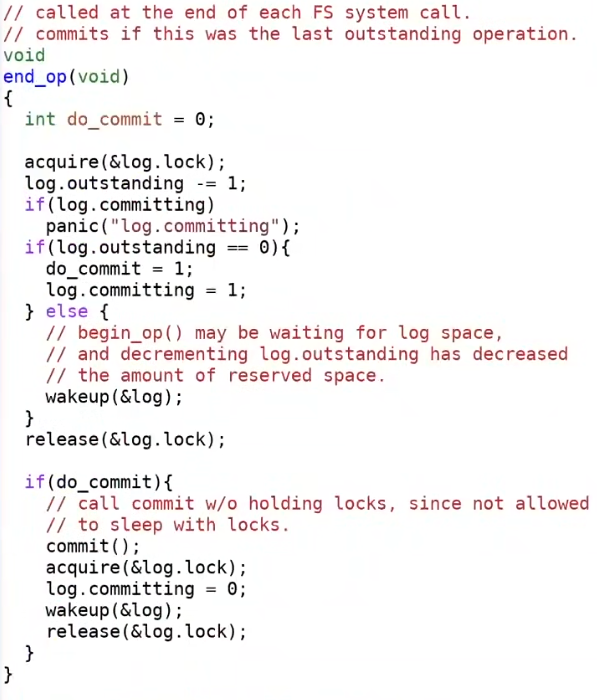 // called at the end of each FS system call.
// commits if this was the last outstanding operation.
void
end_op(void)
{
  int do_commit = 0;

  acquire(&log.lock);
  log.outstanding -= 1;
  if(log.committing)
    panic("log.committing");
  if(log.outstanding == 0){
    do_commit = 1;
    log.committing = 1;
  } else {
    // begin_op() may be waiting for log space,
    // and decrementing log.outstanding has decreased
    // the amount of reserved space.
    wakeup(&log);
  }
  release(&log.lock);

  if(do_commit){
    // call commit w/o holding locks, since not allowed
    // to sleep with locks.
    commit();
    acquire(&log.lock);
    log.committing = 0;
    wakeup(&log);
    release(&log.lock);
  }
}